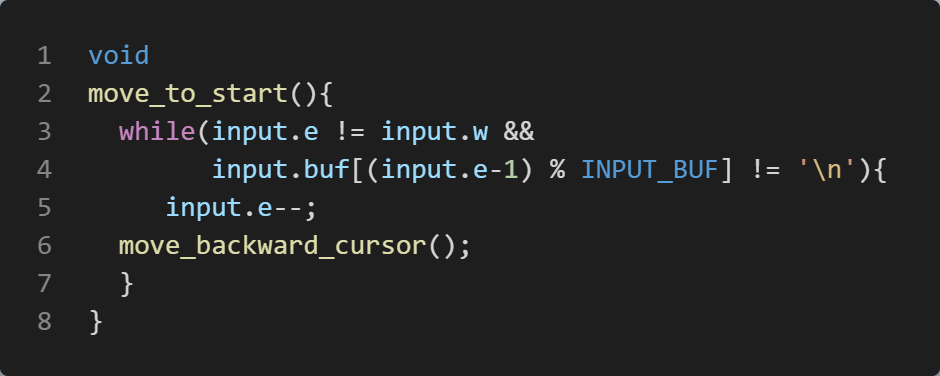 1 void
2 move_to_start(){
3   while(input.e != input.w &&
4         input.buf[(input.e-1) % INPUT_BUF] != '\n'){
5      input.e--;
6   move_backward_cursor();
7   }
8 }